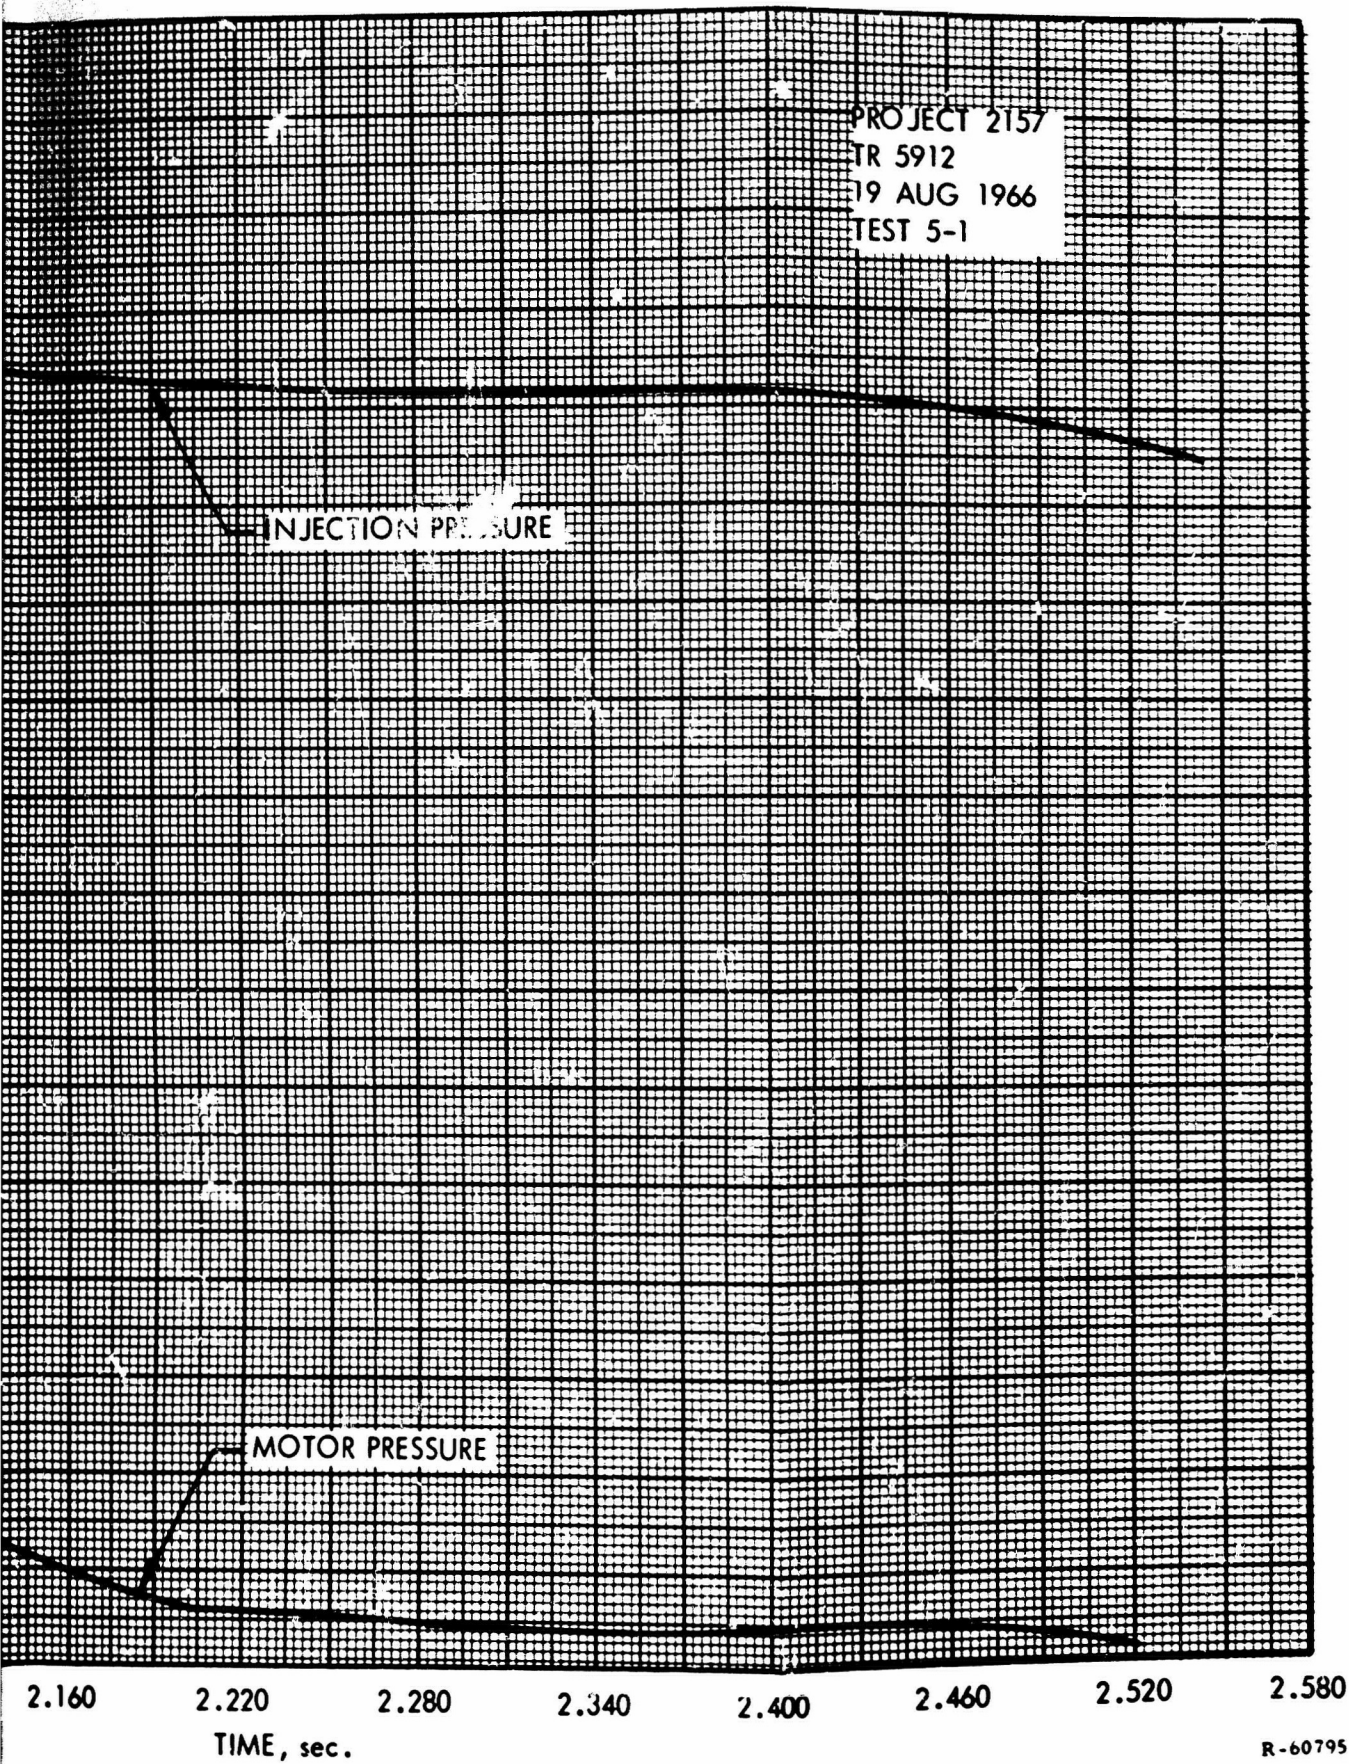 PROJECT 2157
TR 5912
19 AUG 1966
TEST 5-1
INJECTION
MOTOR PRESSURE
2.160 2.220 2.280 2.340 2.400 2.460 2.520 2.580
TIME, sec.
R-60795